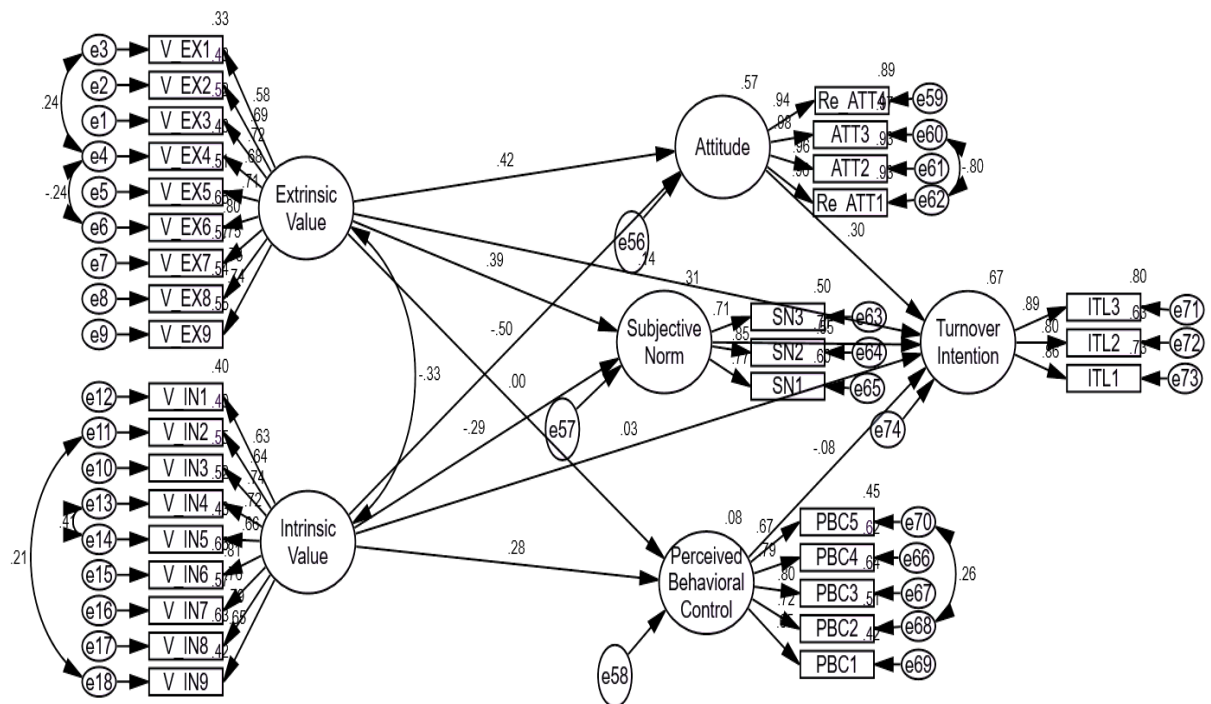 .33
e3
V_EX1
e2
V_EX2
e1
V_EX3
e4
V_EX4
e5
V_EX5
e6
V_EX6
e7
V_EX7
e8
V_EX8
e9
V_EX9
.24
-.24
.58
.69
.72
.68
.71
.80
.74
Extrinsic
Value
.40
e12
V_IN1
e11
V_IN2
e10
V_IN3
e13
V_IN4
e14
V_IN5
e15
V_IN6
e16
V_IN7
e17
V_IN8
e18
V_IN9
.21
.63
.64
.74
.72
.66
.81
.65
.42
Intrinsic
Value
-.33
.42
.39
-.50
.00
-.29
.03
.28
e56
e57
e58
.57
Attitude
.94
.96
.89
Re_ATT4
e59
ATT3
e60
ATT2
e61
Re_ATT1
e62
-.80
.30
.31
Subjective
Norm
.71
.85
.77
.50
SN3
e63
SN2
e64
SN1
e65
.67
Turnover
Intention
e74
-.08
.89
.80
.86
.80
ITL3
e71
ITL2
e72
ITL1
e73
.08
Perceived
Behavioral
Control
.67
.79
.80
.72
.45
PBC5
e70
PBC4
e66
PBC3
e67
PBC2
e68
PBC1
e69
.26